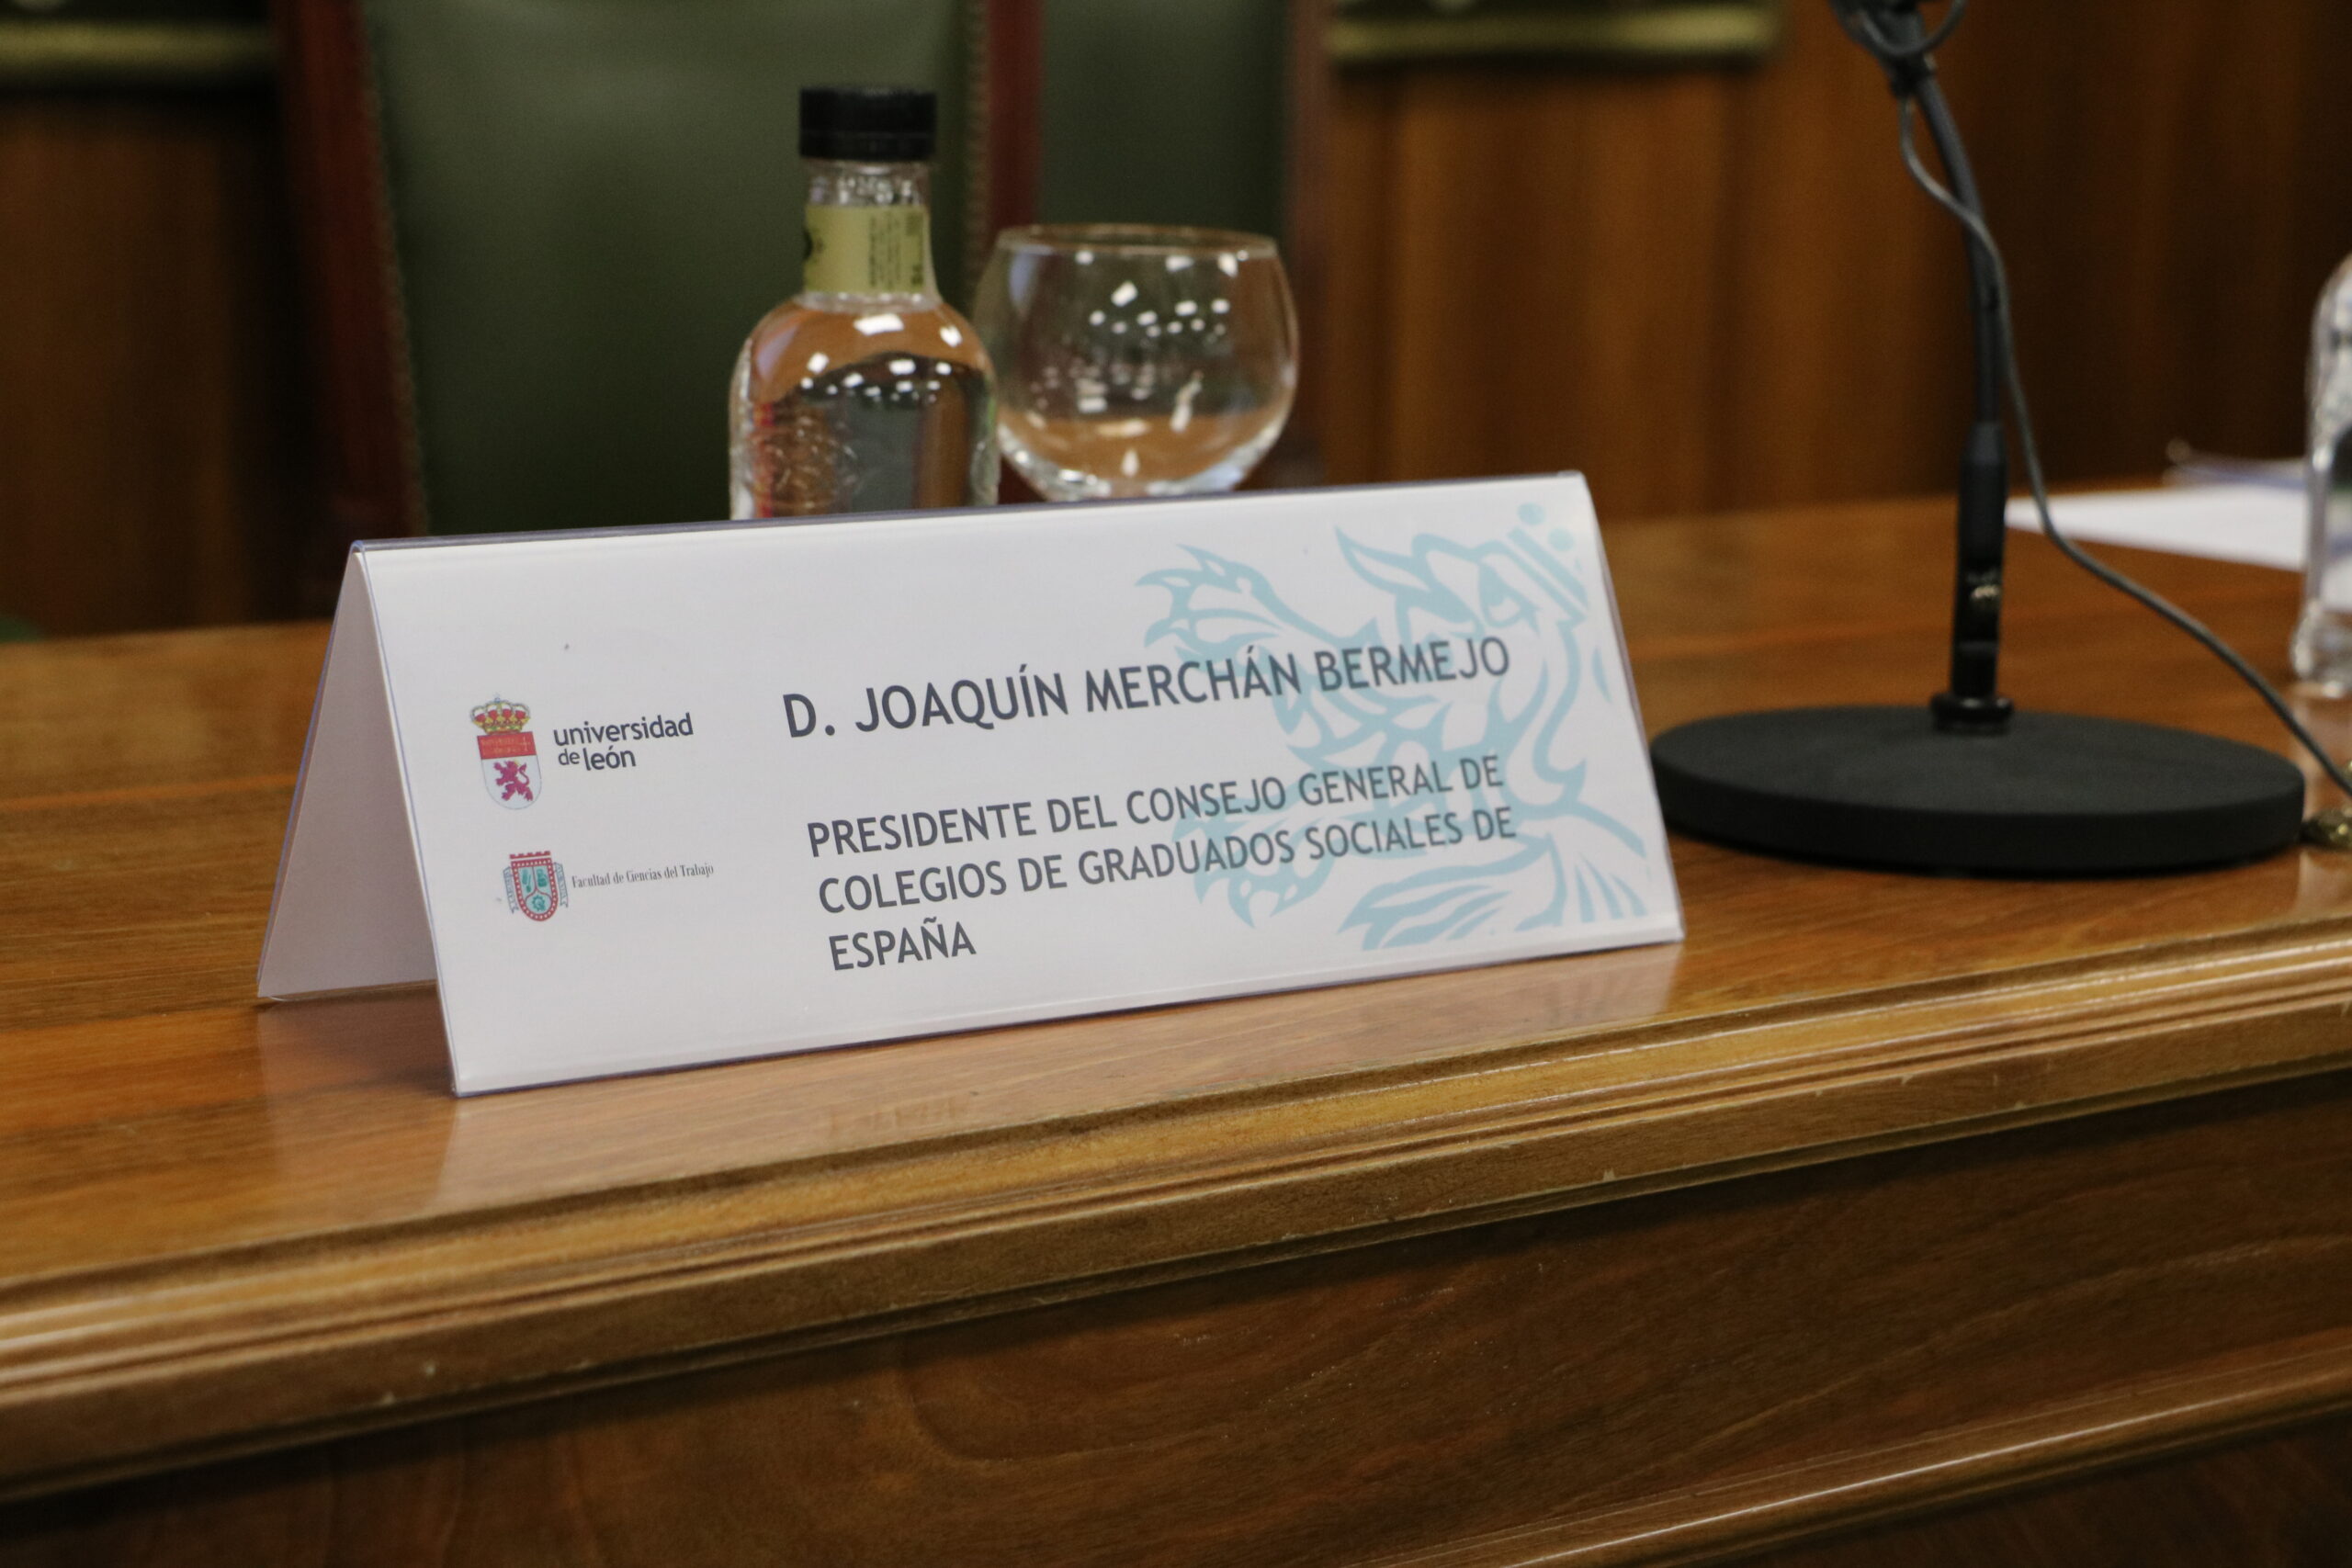 universidad
de león
Facultad de Ciencias del Trabajo
D. JOAQUÍN MERCHÁN BERMEJO
PRESIDENTE DEL CONSEJO GENERAL DE
COLEGIOS DE GRADUADOS SOCIALES DE
ESPAÑA